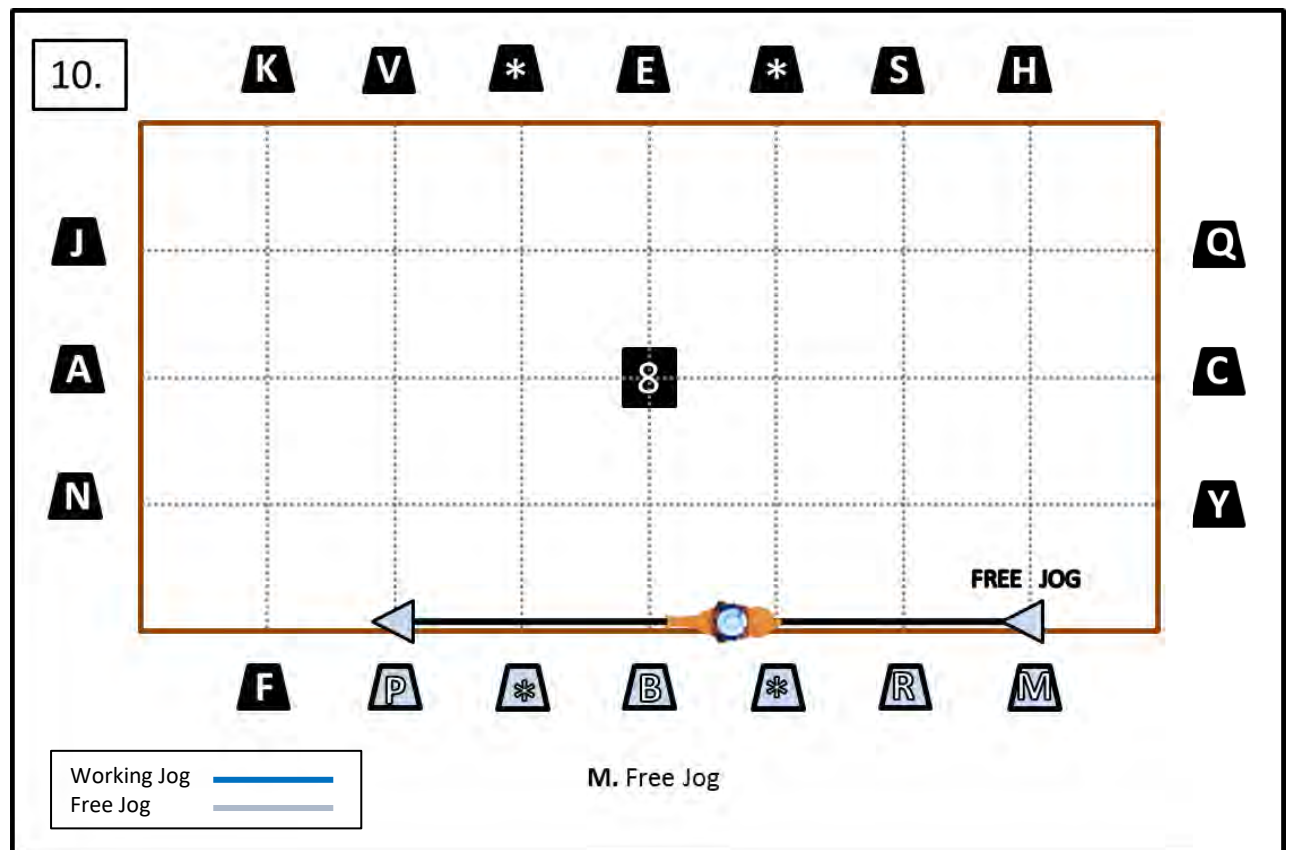 10.
K V * E * S H
J Q
A 8 C
N Y
FREE JOG
F P * B * R M
Working Jog
Free Jog
M. Free Jog